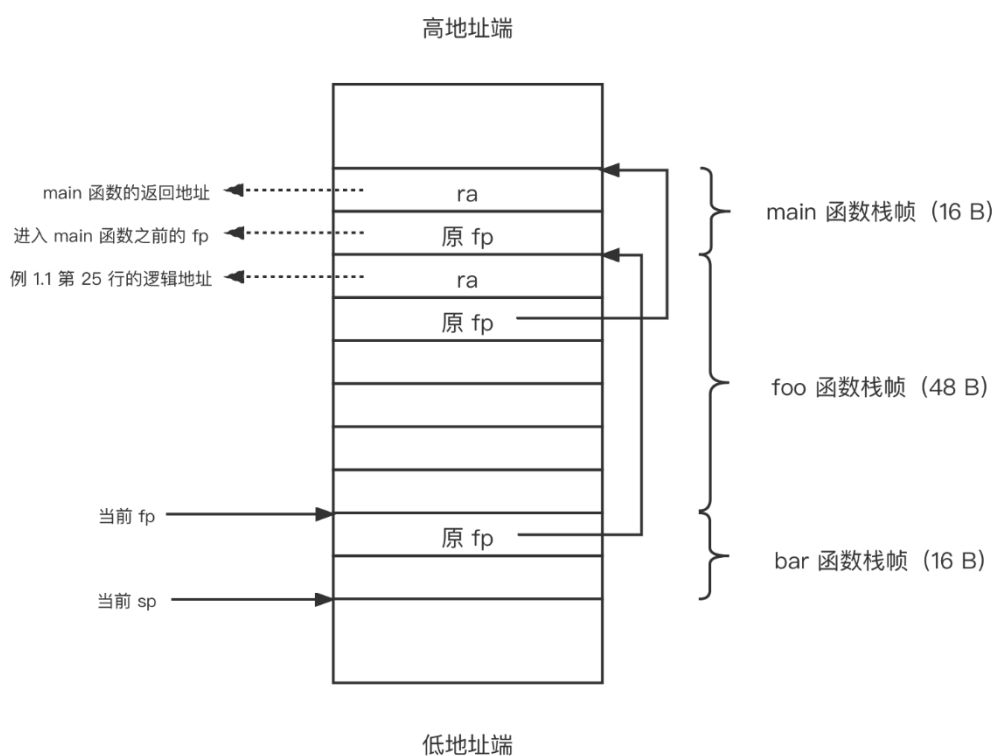 高地址端
main 函数的返回地址
ra
进入 main 函数之前的 fp
原 fp
main 函数栈帧（16 B）
例 1.1 第 25 行的逻辑地址
ra
原 fp
foo 函数栈帧（48 B）
当前 fp
原 fp
bar 函数栈帧（16 B）
当前 sp
低地址端